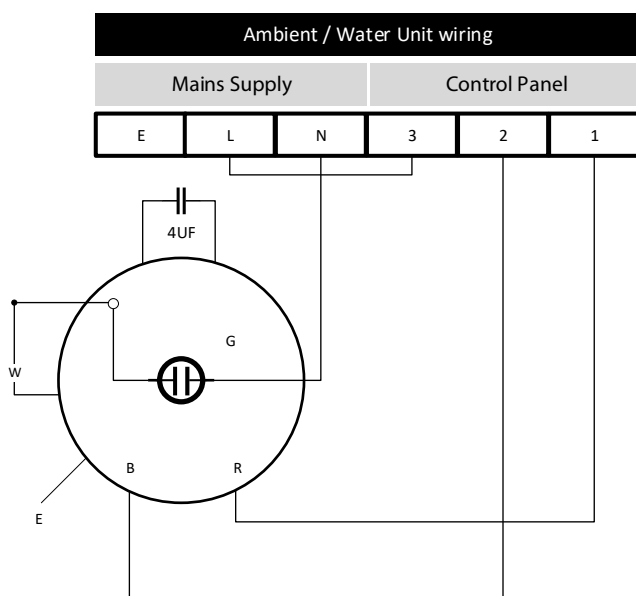 Ambient / Water Unit wiring
Mains Supply Control Panel
E L N 3 2 1
4UF
G
W
B R
E